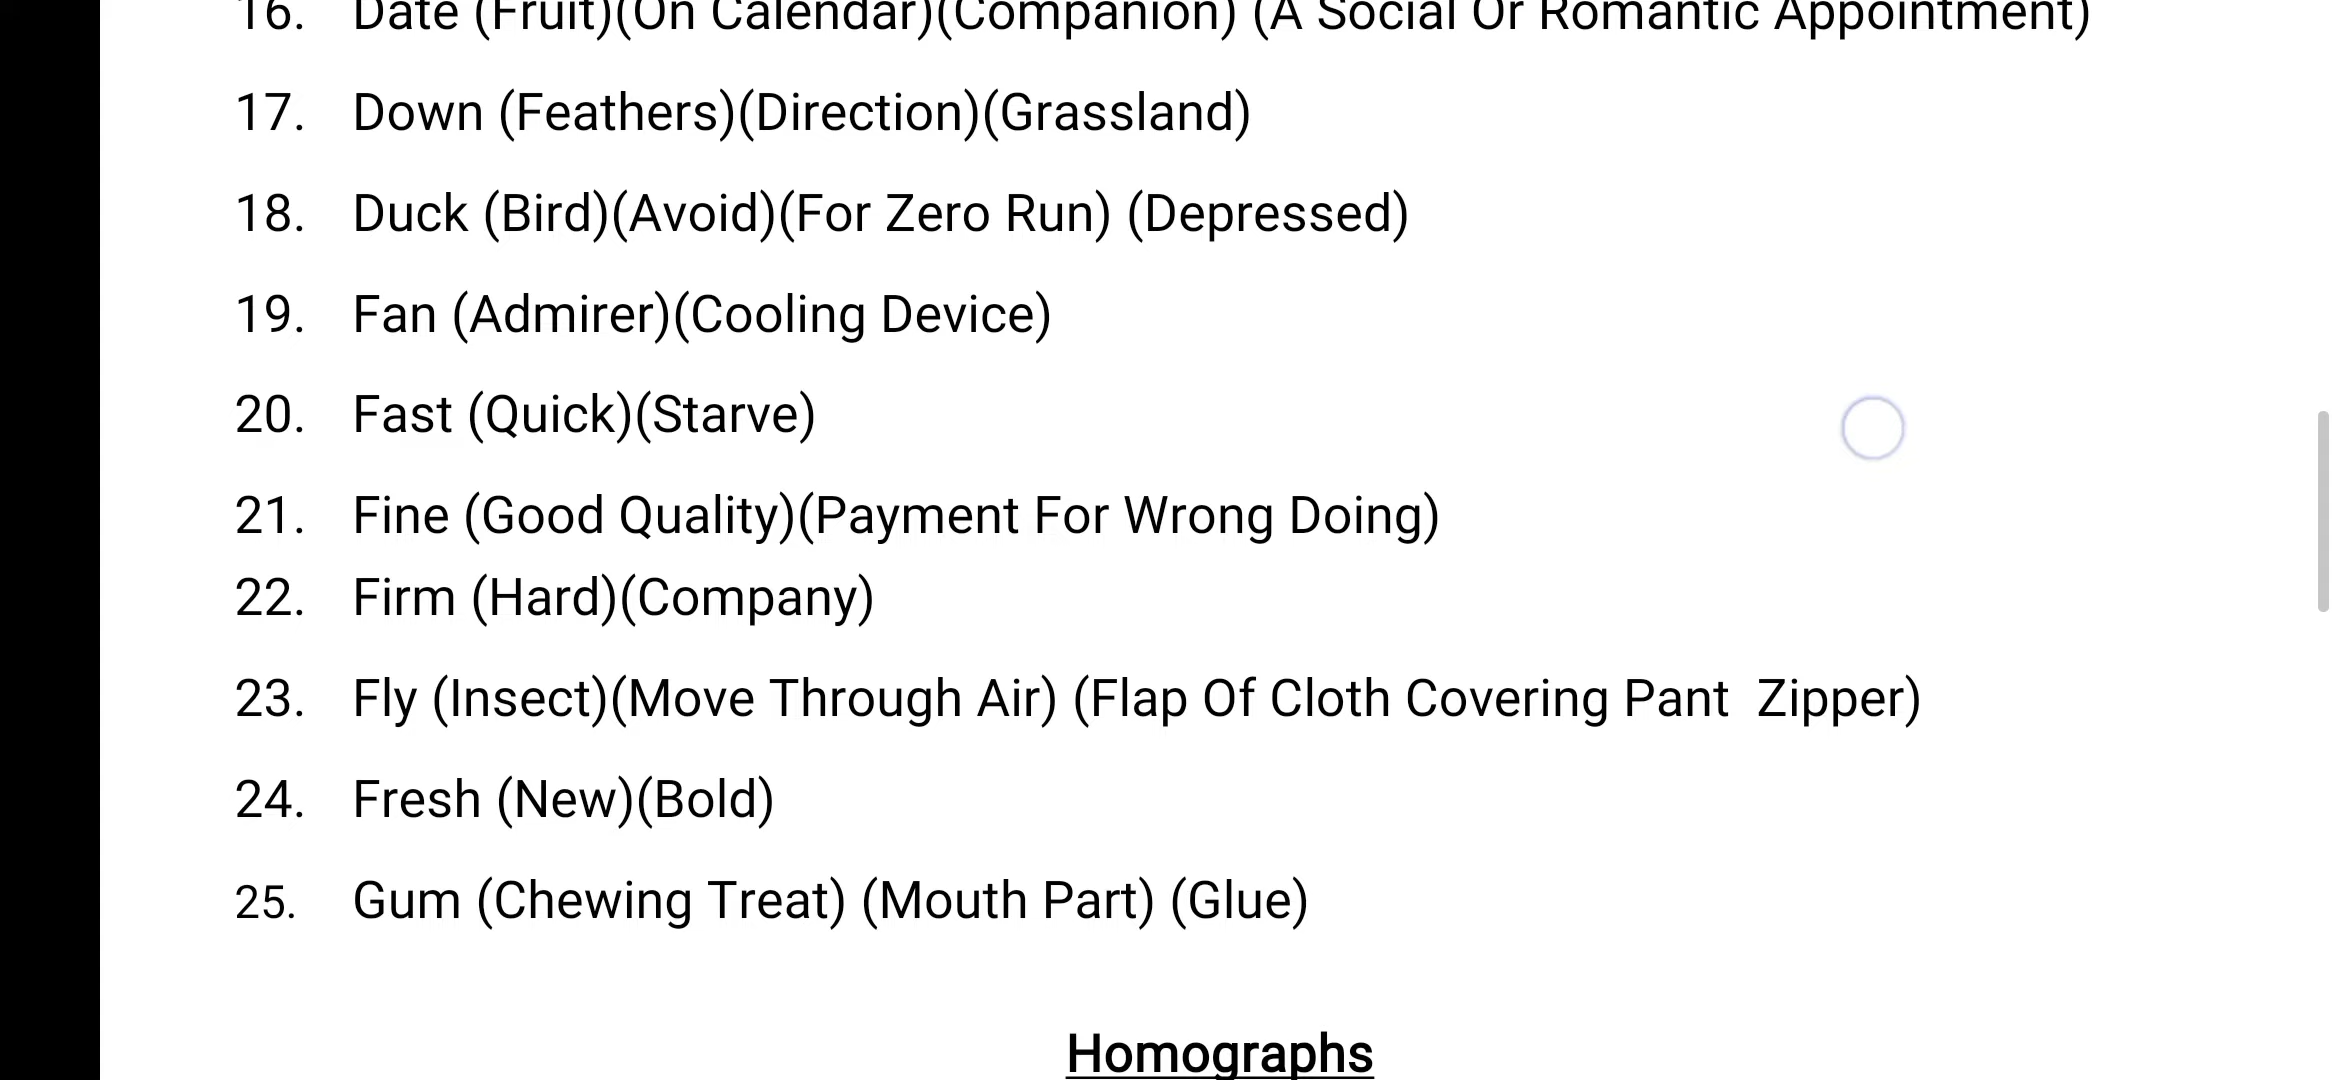 16. Date (Fruit)(On Calendar)(Companion) (A Social Or Romantic Appointment)
17. Down (Feathers)(Direction)(Grassland)
18. Duck (Bird)(Avoid)(For Zero Run) (Depressed)
19. Fan (Admirer)(Cooling Device)
20. Fast (Quick)(Starve)
21. Fine (Good Quality)(Payment For Wrong Doing)
22. Firm (Hard)(Company)
23. Fly (Insect)(Move Through Air) (Flap Of Cloth Covering Pant  Zipper)
24. Fresh (New)(Bold)
25. Gum (Chewing Treat) (Mouth Part) (Glue)
Homographs